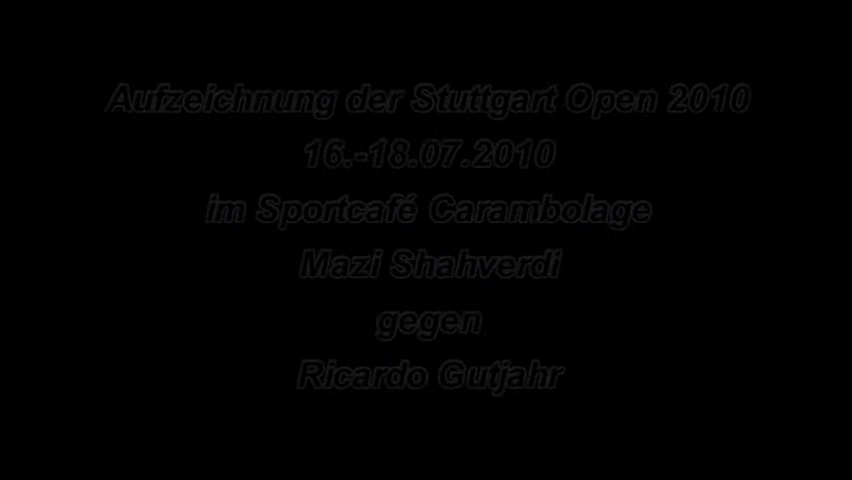 Aufzeichnung der Stuttgart Open 2010
16.-18.07.2010
im Sportcafé Carambolage
Mazi Shahverdi
gegen
Ricardo Gutjahr